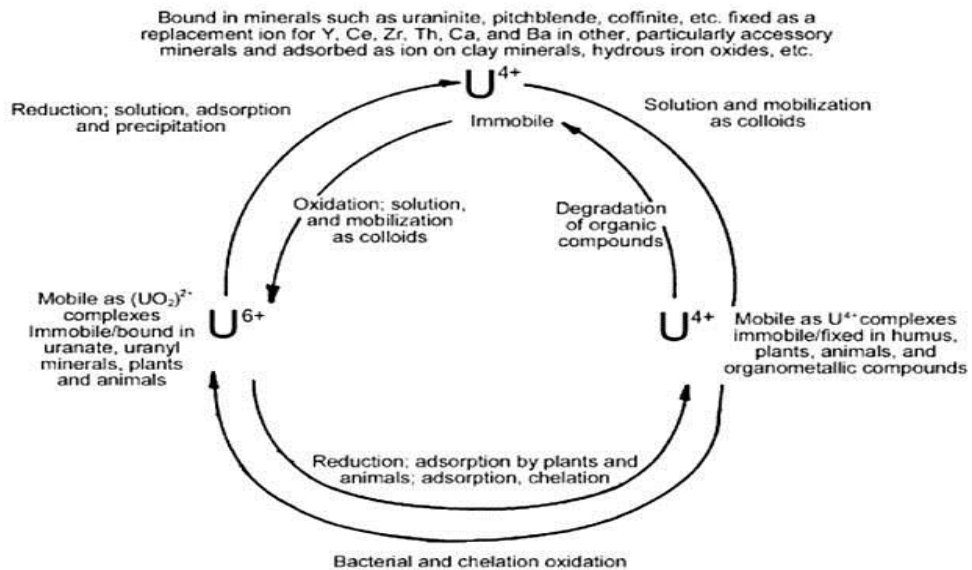 Bound in minerals such as uraninite, pitchblende, coffinite, etc. fixed as a
replacement ion for Y, Ce, Zr, Th, Ca, and Ba in other, particularly accessory
minerals and adsorbed as ion on clay minerals, hydrous iron oxides, etc.
U⁴⁺
Immobile
Reduction; solution, adsorption
and precipitation
Solution and mobilization
as colloids
Oxidation; solution,
and mobilization
as colloids
Degradation
of organic
compounds
Mobile as (UO₂)²⁻
complexes
Immobile/bound in
uranate, uranyl
minerals, plants
and animals
U⁶⁺
U⁴⁺
Mobile as U⁴⁺ complexes
immobile/fixed in humus,
plants, animals, and
organometallic compounds
Reduction; adsorption by plants and
animals; adsorption, chelation
Bacterial and chelation oxidation